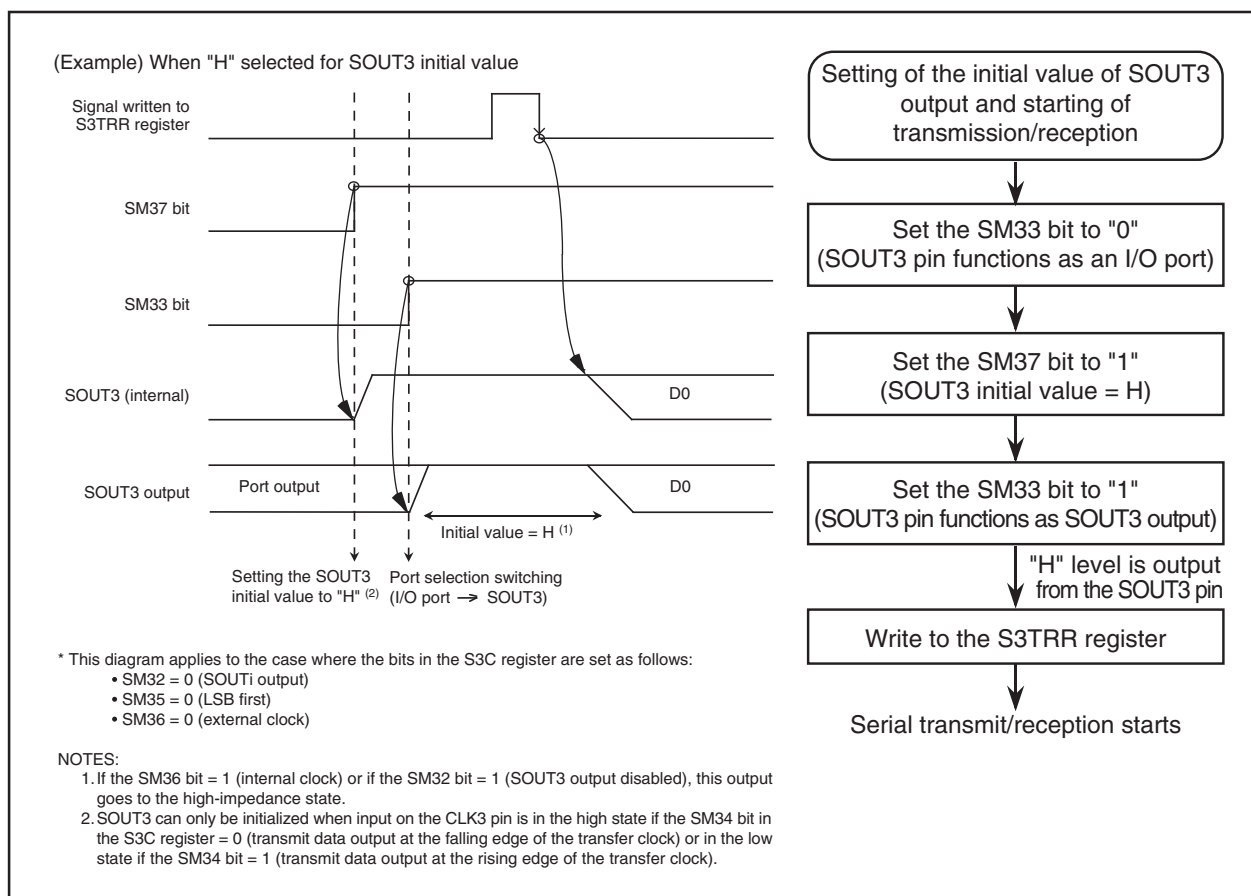 (Example) When "H" selected for SOUT3 initial value
Signal written to
S3TRR register
SM37 bit
SM33 bit
SOUT3 (internal)
D0
SOUT3 output
Port output
D0
Initial value = H (1)
Setting the SOUT3
initial value to "H" (2)
Port selection switching
(I/O port → SOUT3)
* This diagram applies to the case where the bits in the S3C register are set as follows:
• SM32 = 0 (SOUTi output)
• SM35 = 0 (LSB first)
• SM36 = 0 (external clock)
NOTES:
1. If the SM36 bit = 1 (internal clock) or if the SM32 bit = 1 (SOUT3 output disabled), this output
goes to the high-impedance state.
2. SOUT3 can only be initialized when input on the CLK3 pin is in the high state if the SM34 bit in
the S3C register = 0 (transmit data output at the falling edge of the transfer clock) or in the low
state if the SM34 bit = 1 (transmit data output at the rising edge of the transfer clock).
Setting of the initial value of SOUT3
output and starting of
transmission/reception
Set the SM33 bit to "0"
(SOUT3 pin functions as an I/O port)
Set the SM37 bit to "1"
(SOUT3 initial value = H)
Set the SM33 bit to "1"
(SOUT3 pin functions as SOUT3 output)
"H" level is output
from the SOUT3 pin
Write to the S3TRR register
Serial transmit/reception starts